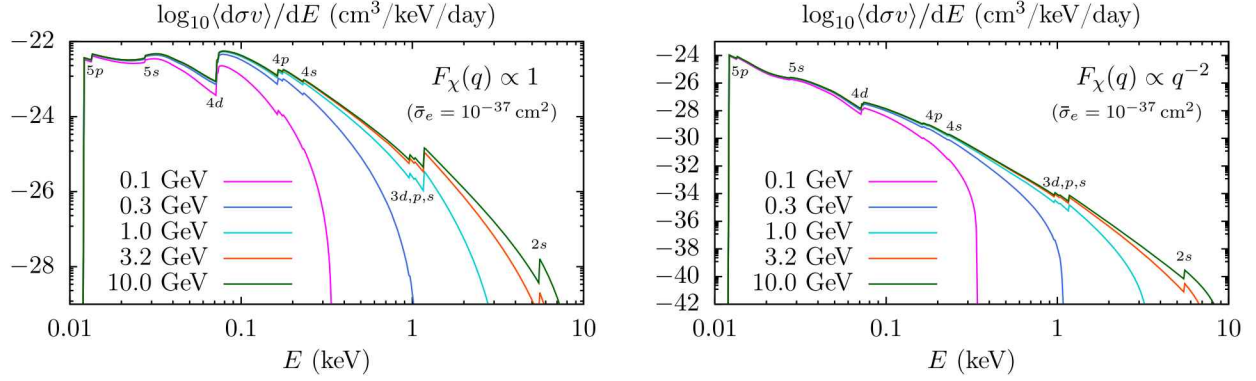 log₁₀⟨dσv⟩/dE (cm³/keV/day)
−22
−24
−26
−28
5p
5s
4d
4p
4s
3d,p,s
2s
Fχ(q) ∝ 1
(σ̄ₑ = 10⁻³⁷ cm²)
0.1 GeV
0.3 GeV
1.0 GeV
3.2 GeV
10.0 GeV
0.01 0.1 1 10
E (keV)
log₁₀⟨dσv⟩/dE (cm³/keV/day)
−24
−26
−28
−30
−32
−34
−36
−38
−40
−42
5p
5s
4d
4p
4s
3d,p,s
2s
Fχ(q) ∝ q⁻²
(σ̄ₑ = 10⁻³⁷ cm²)
0.1 GeV
0.3 GeV
1.0 GeV
3.2 GeV
10.0 GeV
0.01 0.1 1 10
E (keV)